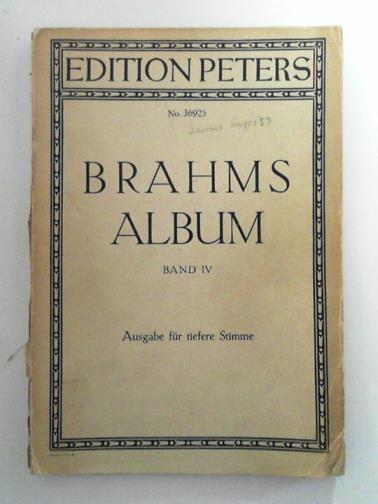 EDITION PETERS
No. 3692b
BRAHMS
ALBUM
BAND IV
Ausgabe für tiefere Stimme